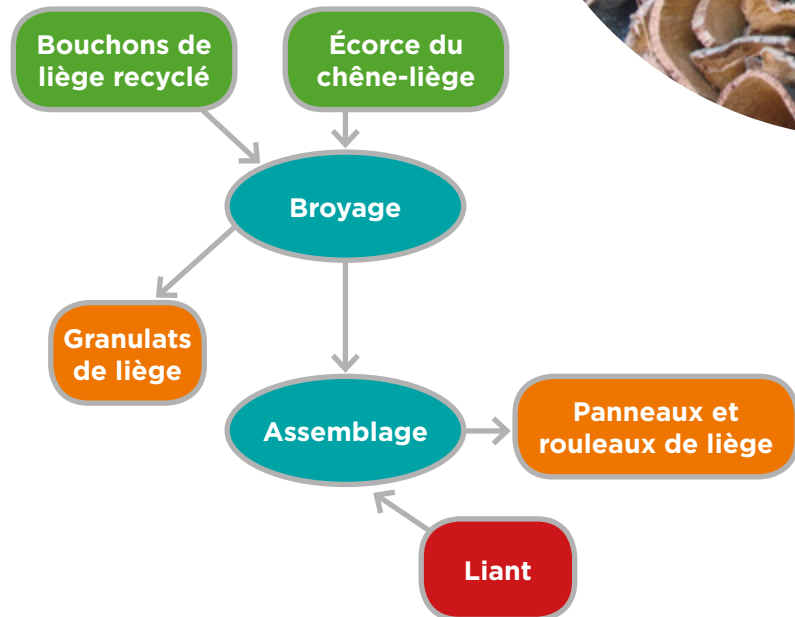 Bouchons de
liège recyclé
Écorce du
chêne-liège
Broyage
Granulats
de liège
Assemblage
Panneaux et
rouleaux de liège
Liant